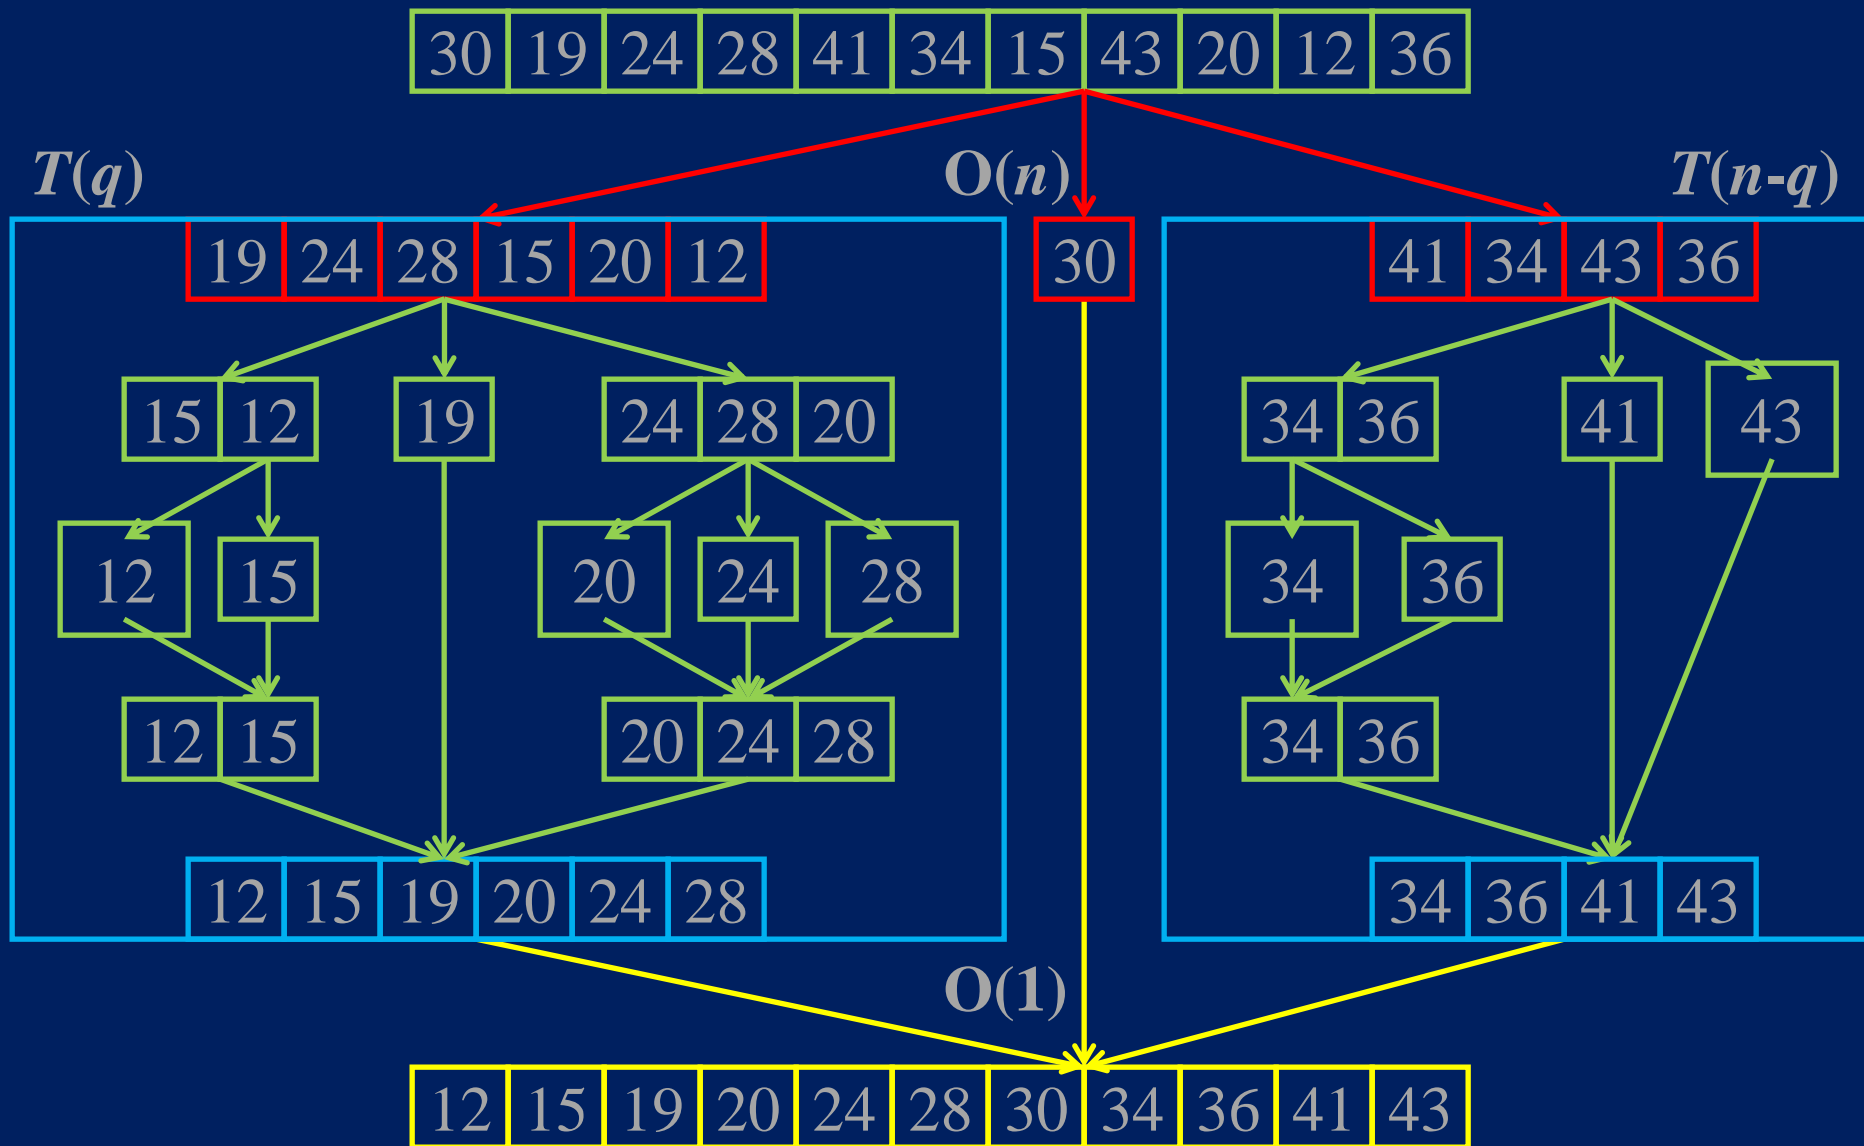 30 19 24 28 41 34 15 43 20 12 36
T(q) O(n) T(n-q)
19 24 28 15 20 12 30 41 34 43 36
15 12 19 24 28 20 34 36 41 43
12 15 20 24 28 34 36
12 15 20 24 28 34 36
12 15 19 20 24 28 34 36 41 43
O(1)
12 15 19 20 24 28 30 34 36 41 43